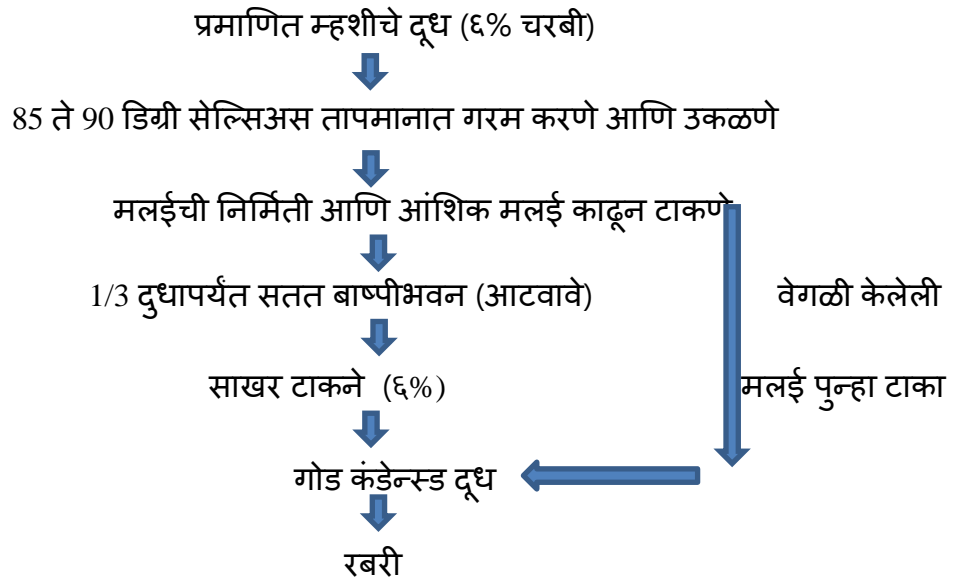 प्रमाणित म्हशीचे दूध (६% चरबी)
85 ते 90 डिग्री सेल्सिअस तापमानात गरम करणे आणि उकळणे
मलईची निर्मिती आणि आंशिक मलई काढून टाकणे
1/3 दुधापर्यंत सतत बाष्पीभवन (आटवावे)
वेगळी केलेली
साखर टाकने (६%)
मलई पुन्हा टाका
गोड कंडेन्स्ड दूध
रबरी